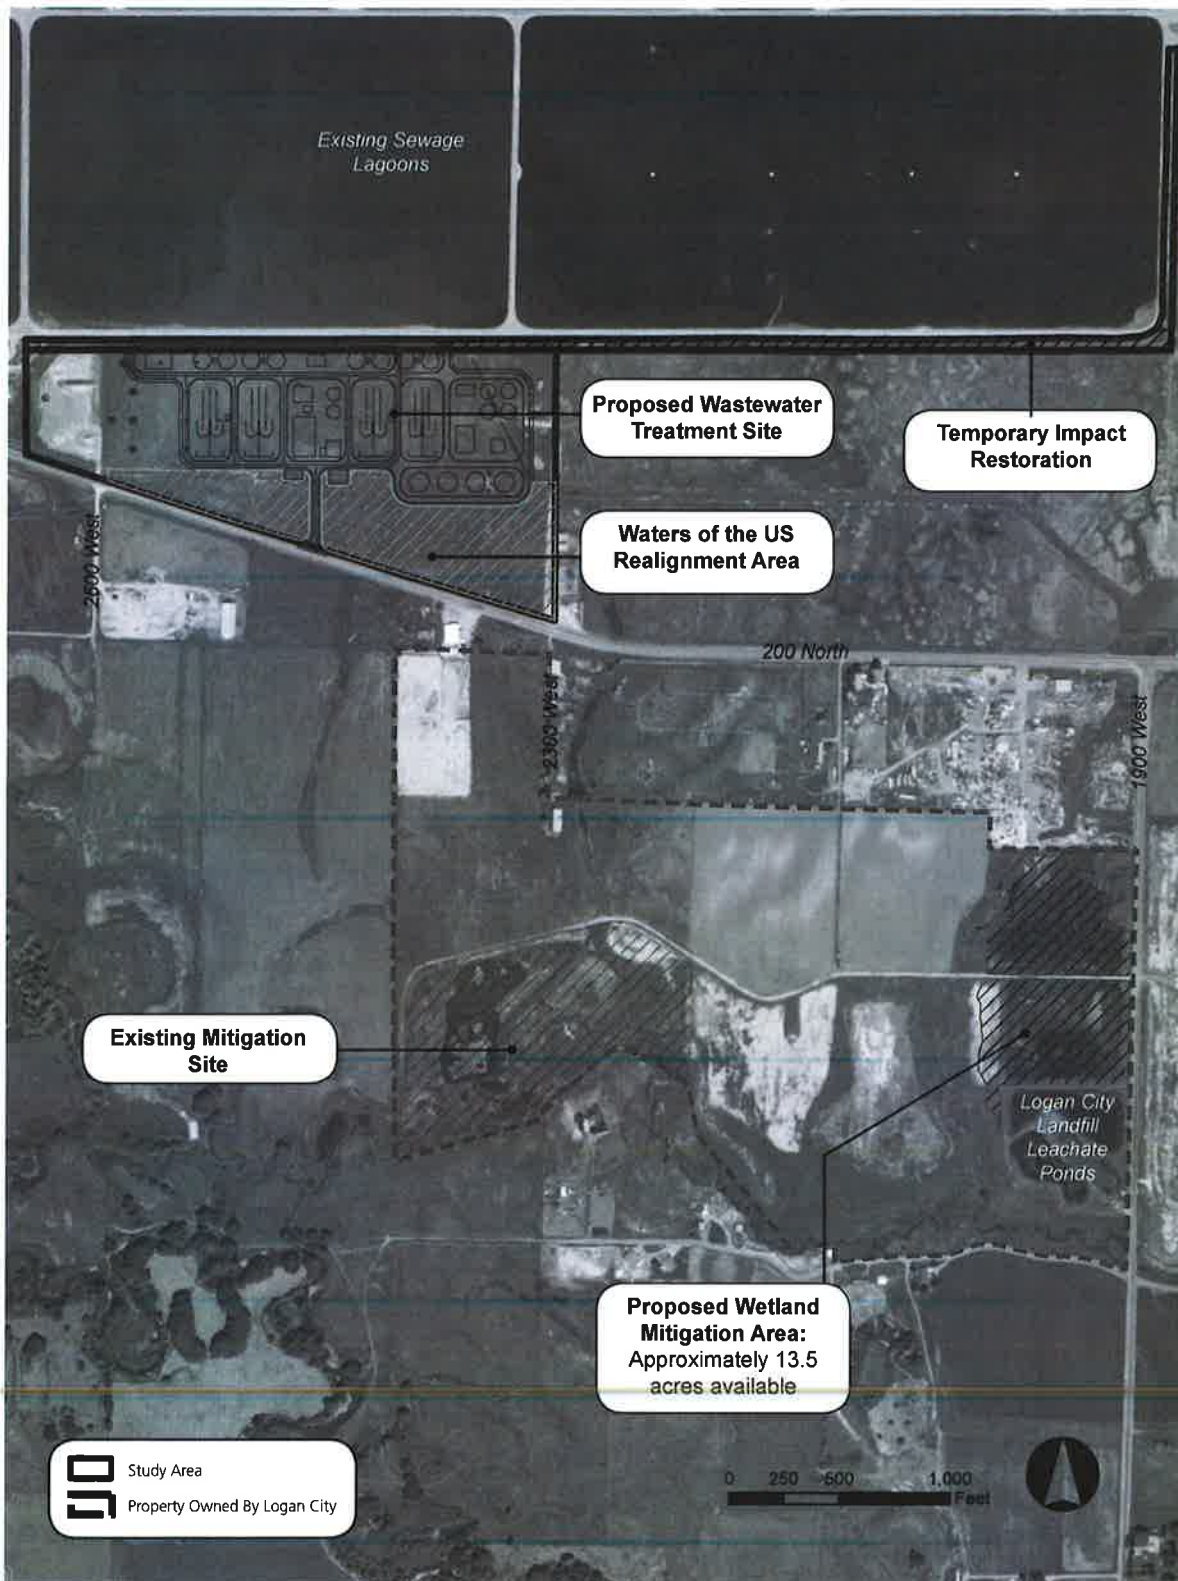 Existing Sewage
Lagoons
Proposed Wastewater
Treatment Site
Temporary Impact
Restoration
Waters of the US
Realignment Area
2600 West
200 North
2300 West
1900 West
Existing Mitigation
Site
Logan City
Landfill
Leachate
Ponds
Proposed Wetland
Mitigation Area:
Approximately 13.5
acres available
Study Area
Property Owned By Logan City
0 250 500 1,000
Feet